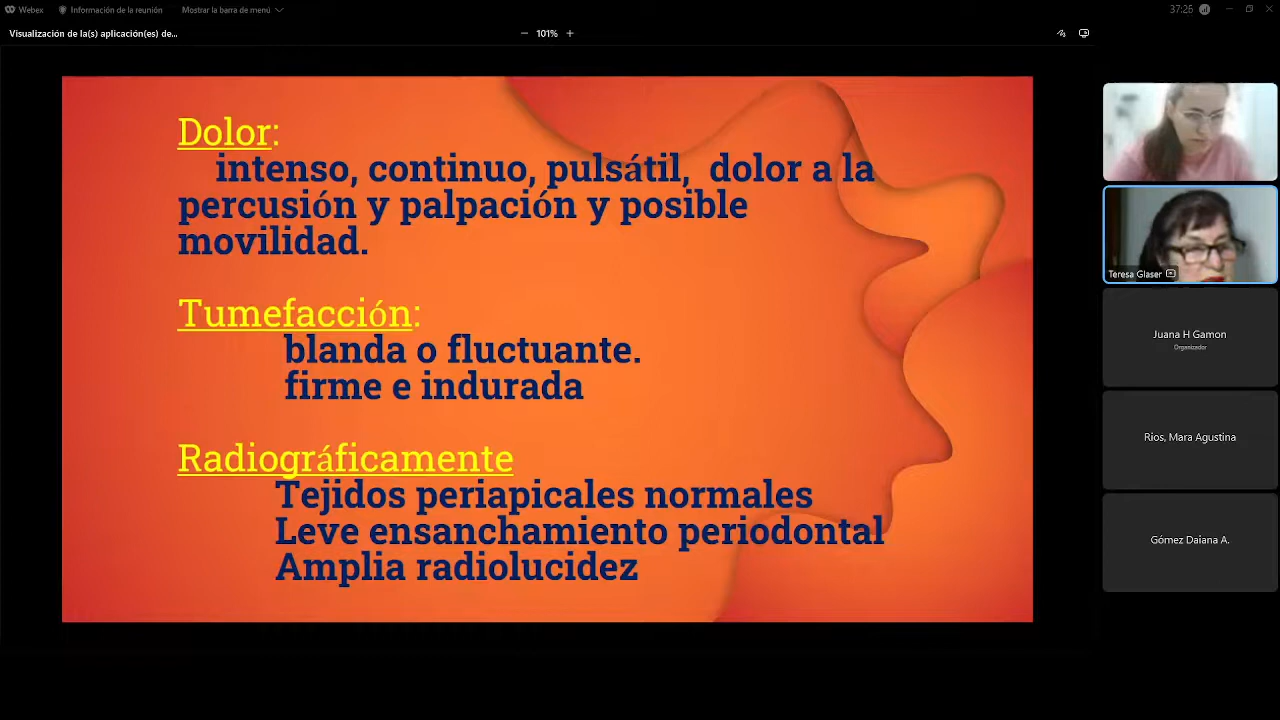 Webex
Información de la reunión
Mostrar la barra de menú
37:25
Visualización de la(s) aplicación(es) de...
101%
Dolor:
intenso, continuo, pulsátil, dolor a la
percusión y palpación y posible
movilidad.
Tumefacción:
blanda o fluctuante.
firme e indurada
Radiográficamente
Tejidos periapicales normales
Leve ensanchamiento periodontal
Amplia radiolucidez
Teresa Glaser
Juana H Gamon
Organizador
Rios, Mara Agustina
Gómez Daiana A.